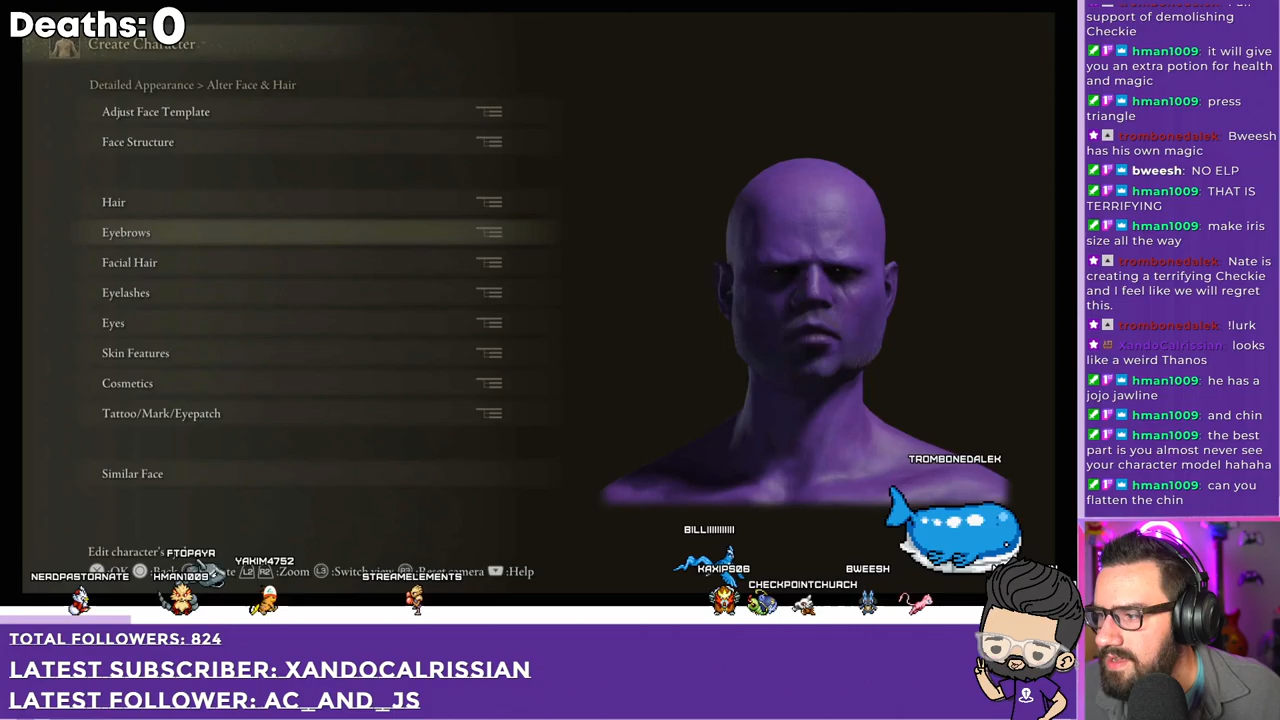 Deaths: 0
Create Character
Detailed Appearance > Alter Face & Hair
Adjust Face Template
Face Structure
Hair
Eyebrows
Facial Hair
Eyelashes
Eyes
Skin Features
Cosmetics
Tattoo/Mark/Eyepatch
Similar Face
Edit character's
:OK
:Zoom
L3
:Switch view
:Reset camera
:Help
NERDPASTORNATE
FTOPAYR
HMAN1009
YAKIM4752
STREAMELEMENTS
BILLIIIIIIIIII
KAXIPS06
CHECKPOINTCHURCH
BWEESH
TROMBONEDALEK
TOTAL FOLLOWERS: 824
LATEST SUBSCRIBER: XANDOCALRISSIAN
LATEST FOLLOWER: AC_AND_JS
support of demolishing
Checkie
hman1009: it will give
you an extra potion for health
and magic
hman1009: press
triangle
trombonedalek: Bweesh
has his own magic
bweesh: NO ELP
hman1009: THAT IS
TERRIFYING
hman1009: make iris
size all the way
trombonedalek: Nate is
creating a terrifying Checkie
and I feel like we will regret
this.
trombonedalek: !lurk
XandoCalrissian: looks
like a weird Thanos
hman1009: he has a
jojo jawline
hman1009: and chin
hman1009: the best
part is you almost never see
your character model hahaha
hman1009: can you
flatten the chin